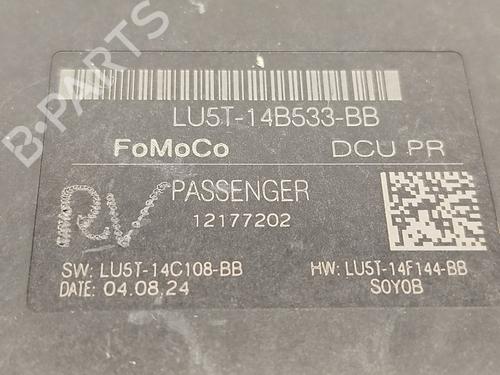 LU5T-14B533-BB
FoMoCo DCU PR
RV PASSENGER
12177202
SW: LU5T-14C108-BB HW: LU5T-14F144-BB
DATE: 04.08.24 S0Y0B
B-PARTS